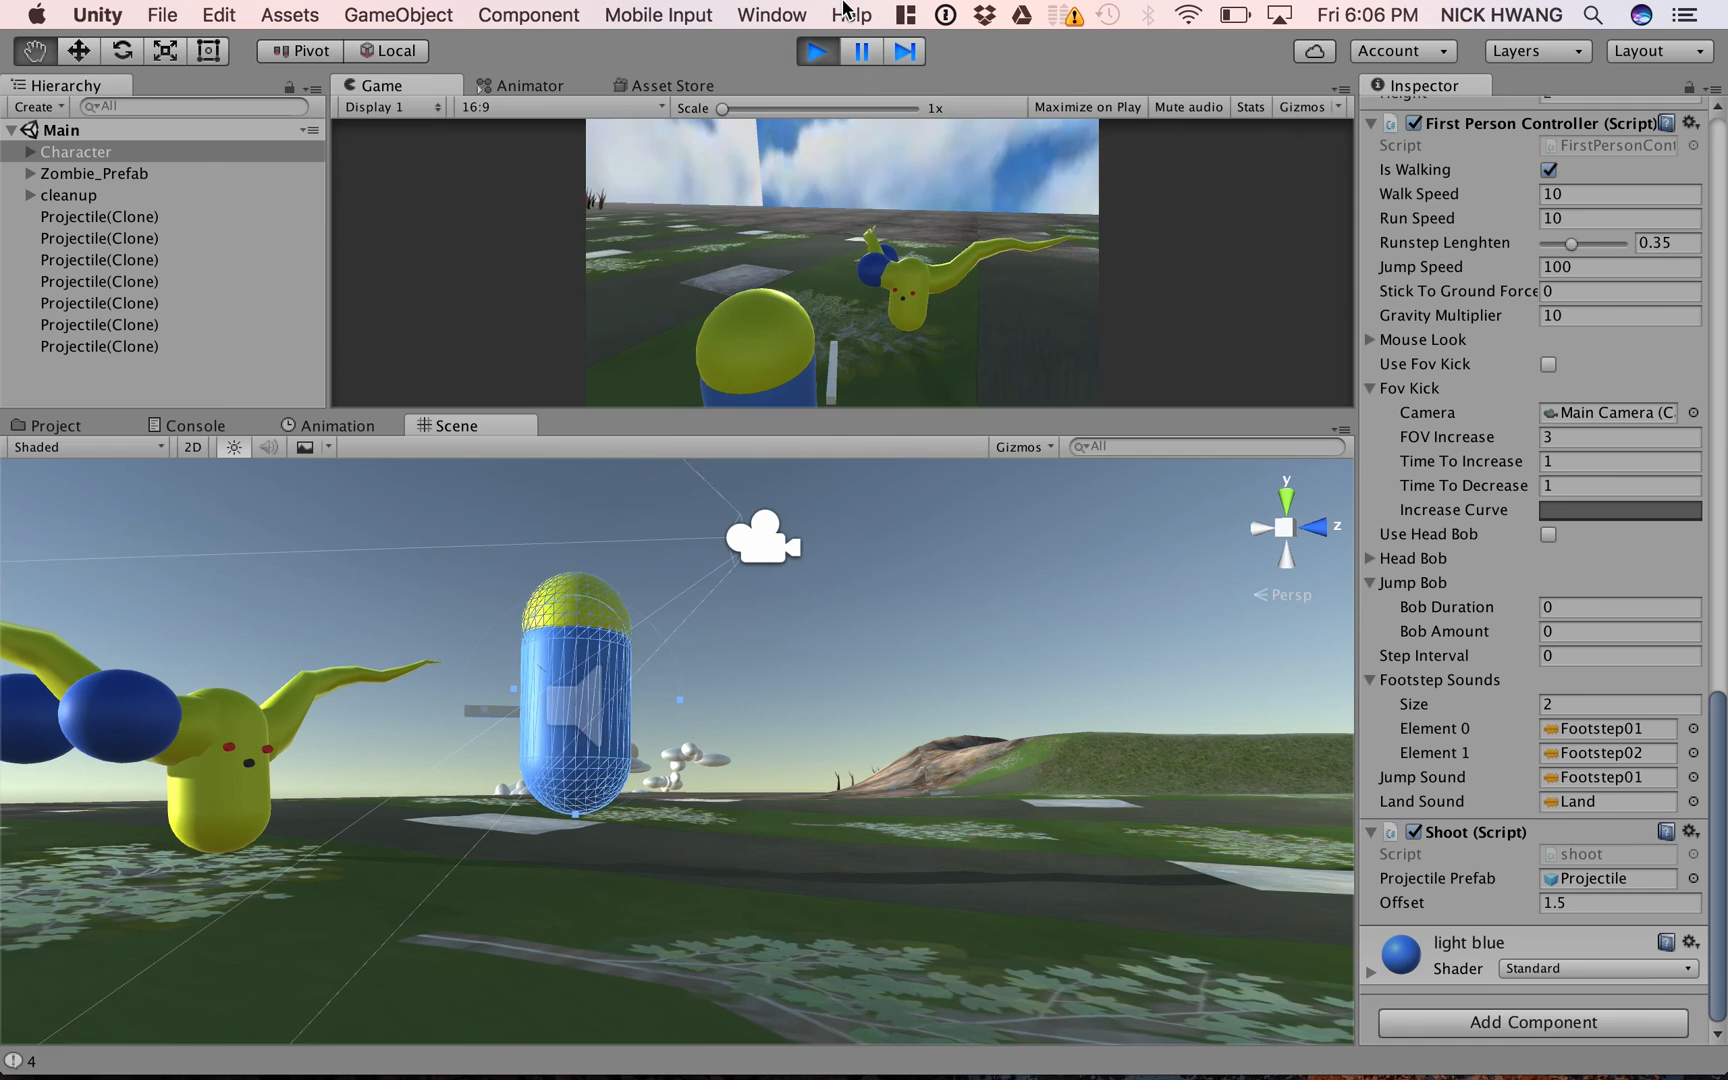 Unity File Edit Assets GameObject Component Mobile Input Window Help Fri 6:06 PM NICK HWANG
Pivot Local Account Layers Layout
Hierarchy
Create All
Main
Character
Zombie_Prefab
cleanup
Projectile(Clone)
Projectile(Clone)
Projectile(Clone)
Projectile(Clone)
Projectile(Clone)
Projectile(Clone)
Projectile(Clone)
Game Animator Asset Store
Display 1 16:9 Scale 1x Maximize on Play Mute audio Stats Gizmos
Project Console Animation Scene
Shaded 2D Gizmos All
y
z
Persp
4
Inspector
First Person Controller (Script)
Script FirstPersonCont
Is Walking
Walk Speed 10
Run Speed 10
Runstep Lenghten 0.35
Jump Speed 100
Stick To Ground Force 0
Gravity Multiplier 10
Mouse Look
Use Fov Kick
Fov Kick
Camera Main Camera (C
FOV Increase 3
Time To Increase 1
Time To Decrease 1
Increase Curve
Use Head Bob
Head Bob
Jump Bob
Bob Duration 0
Bob Amount 0
Step Interval 0
Footstep Sounds
Size 2
Element 0 Footstep01
Element 1 Footstep02
Jump Sound Footstep01
Land Sound Land
Shoot (Script)
Script shoot
Projectile Prefab Projectile
Offset 1.5
light blue
Shader Standard
Add Component